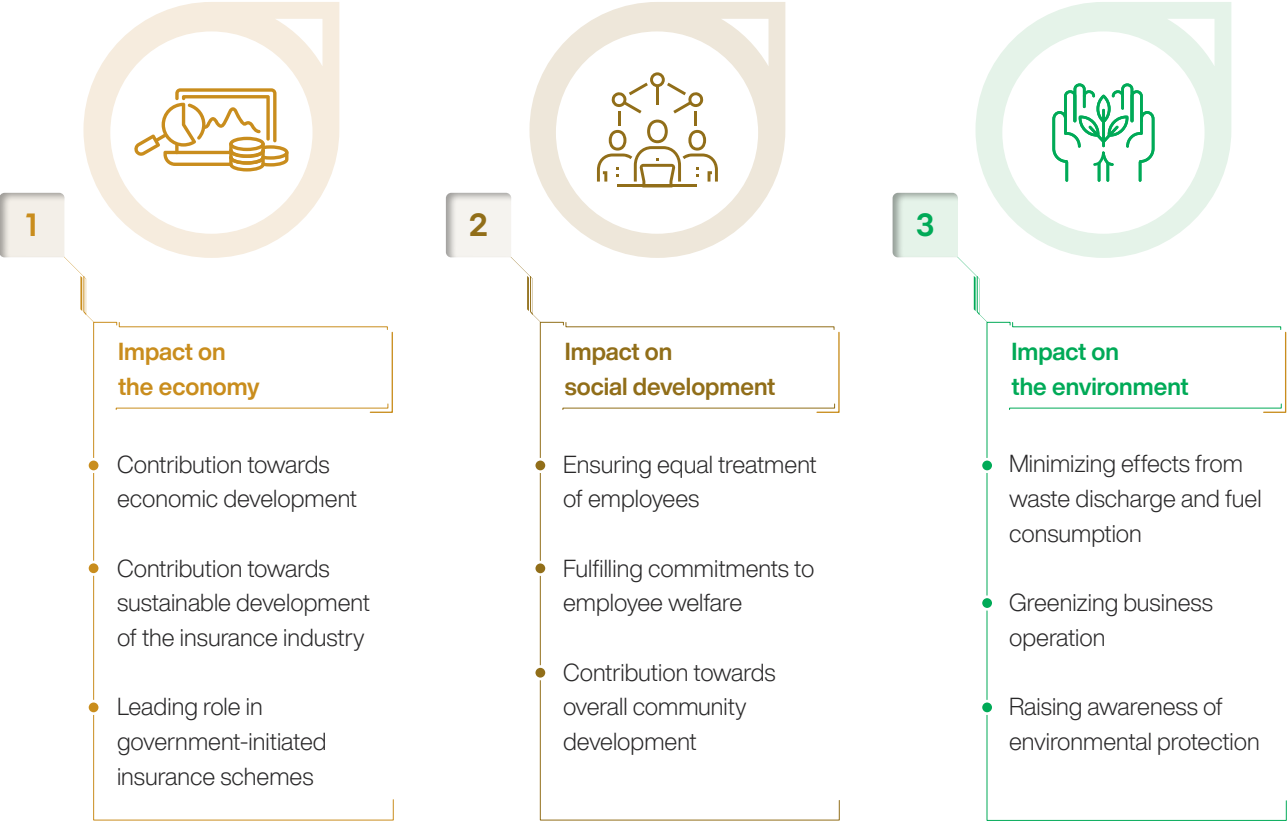 1
Impact on
the economy
Contribution towards
economic development
Contribution towards
sustainable development
of the insurance industry
Leading role in
government-initiated
insurance schemes
2
Impact on
social development
Ensuring equal treatment
of employees
Fulfilling commitments to
employee welfare
Contribution towards
overall community
development
3
Impact on
the environment
Minimizing effects from
waste discharge and fuel
consumption
Greenizing business
operation
Raising awareness of
environmental protection